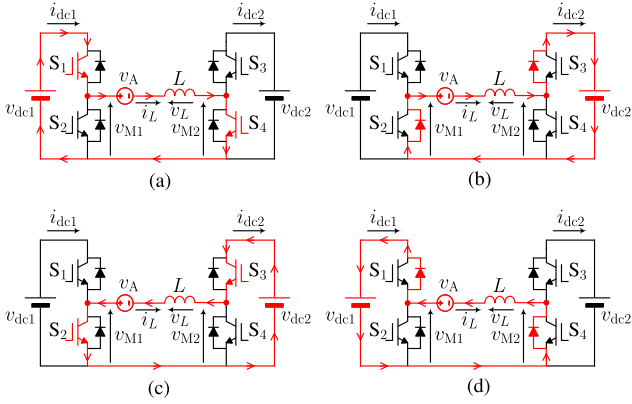 i_dc1 i_dc2 i_dc1 i_dc2
S_1 S_3 S_1 S_3
v_A L v_A L
v_dc1 v_dc2 v_dc1 v_dc2
S_2 v_M1 i_L v_L v_M2 S_4 S_2 v_M1 i_L v_L v_M2 S_4
(a) (b)
i_dc1 i_dc2 i_dc1 i_dc2
S_1 S_3 S_1 S_3
v_A L v_A L
v_dc1 v_dc2 v_dc1 v_dc2
S_2 v_M1 i_L v_L v_M2 S_4 S_2 v_M1 i_L v_L v_M2 S_4
(c) (d)